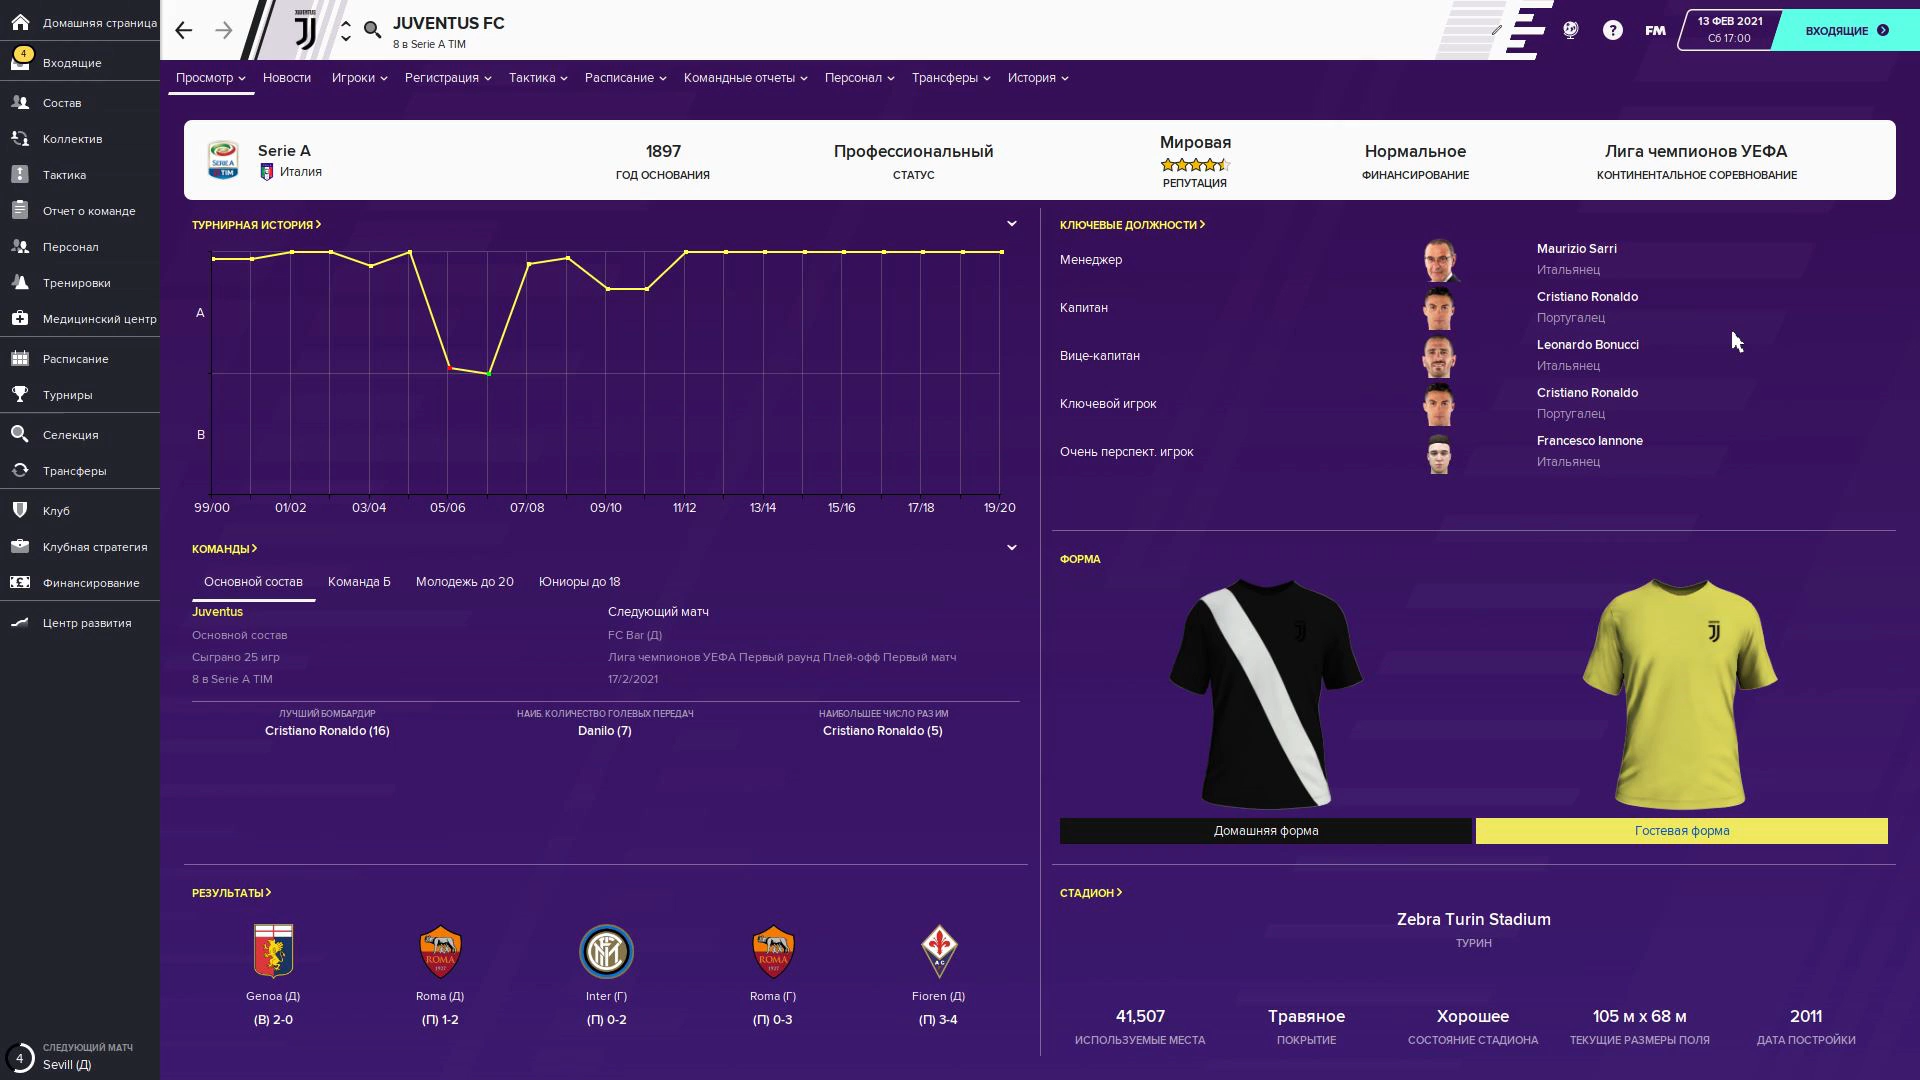 Домашняя страница
4
Входящие
Состав
Коллектив
Тактика
Отчет о команде
Персонал
Тренировки
Медицинский центр
Расписание
Турниры
Селекция
Трансферы
Клуб
Клубная стратегия
Финансирование
Центр развития
4
СЛЕДУЮЩИЙ МАТЧ
Sevill (Д)
JUVENTUS FC
8 в Serie A TIM
FM
13 ФЕВ 2021
Сб 17:00
ВХОДЯЩИЕ
Просмотр Новости Игроки Регистрация Тактика Расписание Командные отчеты Персонал Трансферы История
Serie A
Италия
1897
ГОД ОСНОВАНИЯ
Профессиональный
СТАТУС
Мировая
РЕПУТАЦИЯ
Нормальное
ФИНАНСИРОВАНИЕ
Лига чемпионов УЕФА
КОНТИНЕНТАЛЬНОЕ СОРЕВНОВАНИЕ
ТУРНИРНАЯ ИСТОРИЯ
A
B
99/00 01/02 03/04 05/06 07/08 09/10 11/12 13/14 15/16 17/18 19/20
КОМАНДЫ
Основной состав Команда Б Молодежь до 20 Юниоры до 18
Juventus
Основной состав
Сыграно 25 игр
8 в Serie A TIM
Следующий матч
FC Bar (Д)
Лига чемпионов УЕФА Первый раунд Плей-офф Первый матч
17/2/2021
ЛУЧШИЙ БОМБАРДИР
Cristiano Ronaldo (16)
НАИБ. КОЛИЧЕСТВО ГОЛЕВЫХ ПЕРЕДАЧ
Danilo (7)
НАИБОЛЬШЕЕ ЧИСЛО РАЗ ИМ
Cristiano Ronaldo (5)
РЕЗУЛЬТАТЫ
Genoa (Д)
(В) 2-0
ROMA
1927
Roma (Д)
(П) 1-2
Inter (Г)
(П) 0-2
ROMA
1927
Roma (Г)
(П) 0-3
AC
Fioren (Д)
(П) 3-4
КЛЮЧЕВЫЕ ДОЛЖНОСТИ
Менеджер
Maurizio Sarri
Итальянец
Капитан
Cristiano Ronaldo
Португалец
Вице-капитан
Leonardo Bonucci
Итальянец
Ключевой игрок
Cristiano Ronaldo
Португалец
Очень перспект. игрок
Francesco Iannone
Итальянец
ФОРМА
Домашняя форма
Гостевая форма
СТАДИОН
Zebra Turin Stadium
ТУРИН
41,507
ИСПОЛЬЗУЕМЫЕ МЕСТА
Травяное
ПОКРЫТИЕ
Хорошее
СОСТОЯНИЕ СТАДИОНА
105 м x 68 м
ТЕКУЩИЕ РАЗМЕРЫ ПОЛЯ
2011
ДАТА ПОСТРОЙКИ